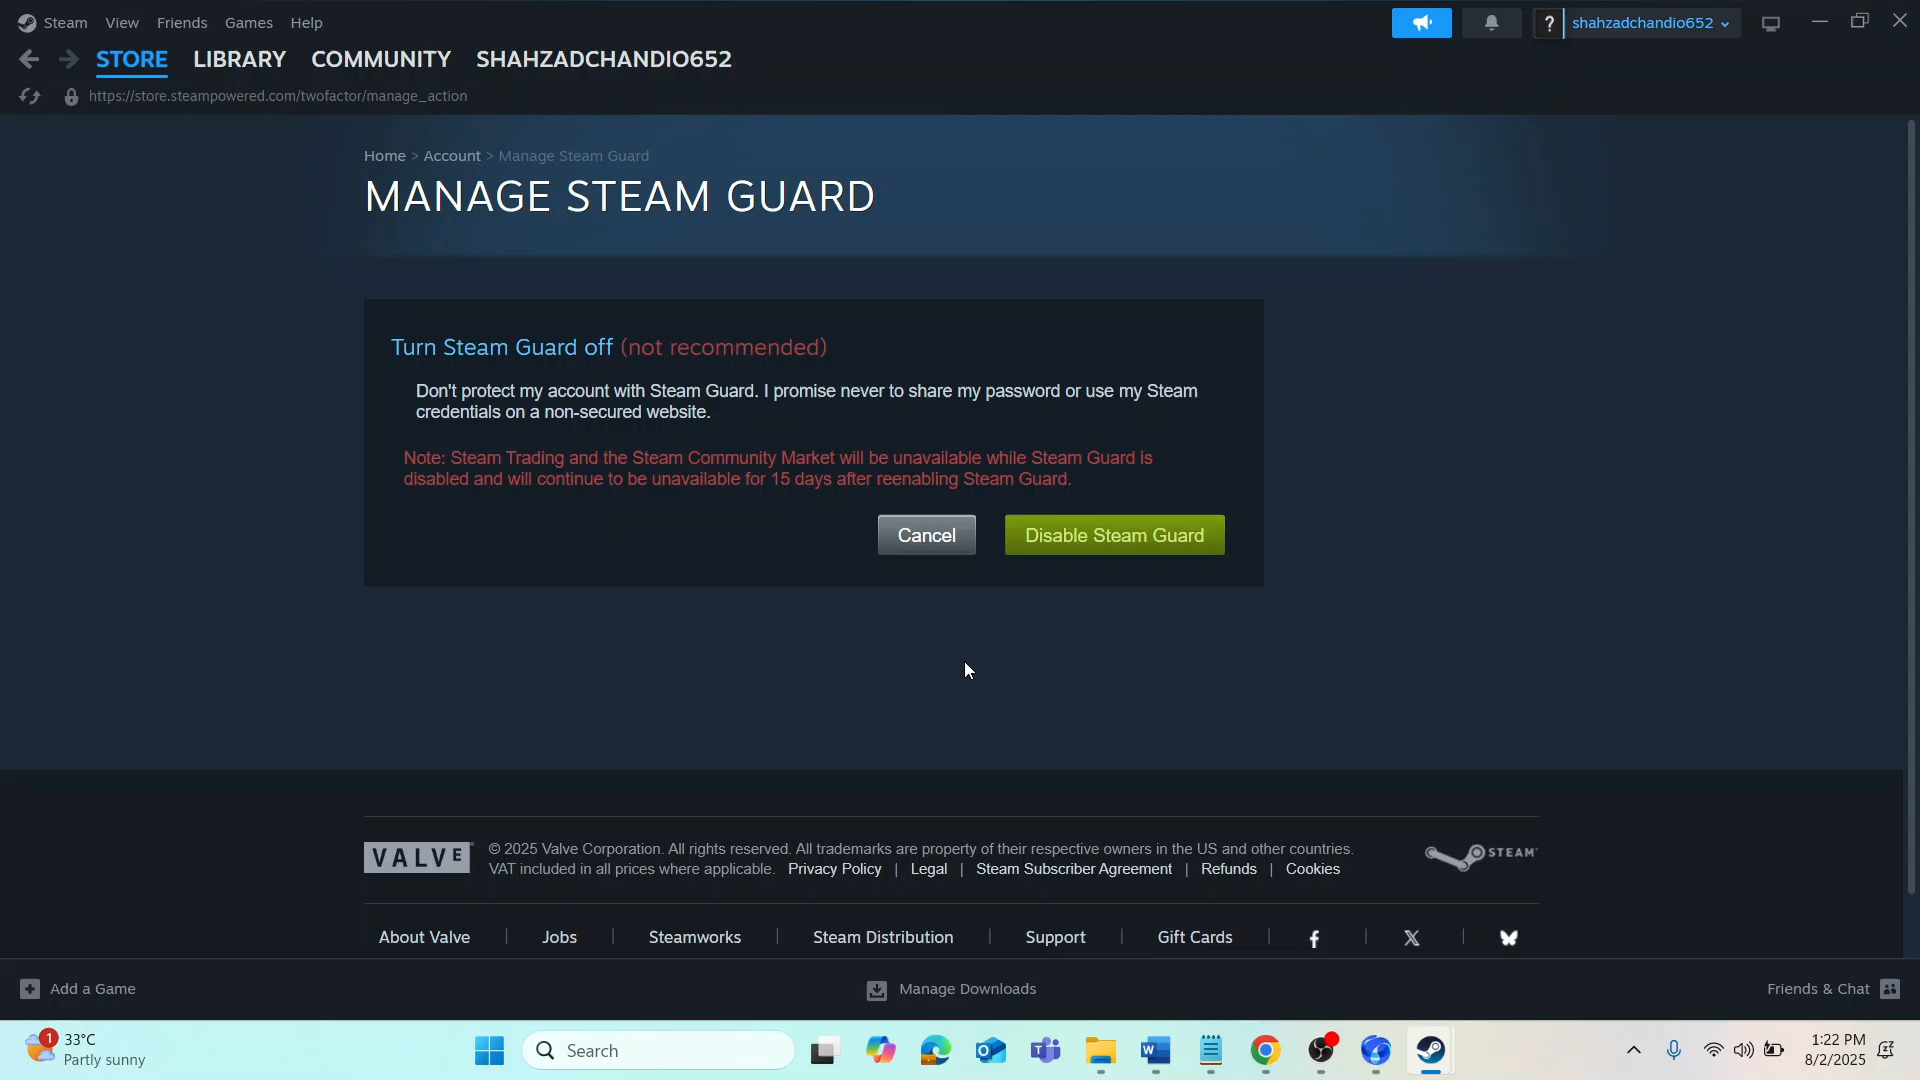 Steam View Friends Games Help
? shahzadchandio652
STORE LIBRARY COMMUNITY SHAHZADCHANDIO652
https://store.steampowered.com/twofactor/manage_action
Home > Account > Manage Steam Guard
MANAGE STEAM GUARD
Turn Steam Guard off (not recommended)
Don't protect my account with Steam Guard. I promise never to share my password or use my Steam
credentials on a non-secured website.
Note: Steam Trading and the Steam Community Market will be unavailable while Steam Guard is
disabled and will continue to be unavailable for 15 days after reenabling Steam Guard.
Cancel Disable Steam Guard
VALVE © 2025 Valve Corporation. All rights reserved. All trademarks are property of their respective owners in the US and other countries.
VAT included in all prices where applicable. Privacy Policy | Legal | Steam Subscriber Agreement | Refunds | Cookies
STEAM
About Valve | Jobs | Steamworks | Steam Distribution | Support | Gift Cards
Add a Game Manage Downloads Friends & Chat
1 33°C
Partly sunny
Search
1:22 PM
8/2/2025